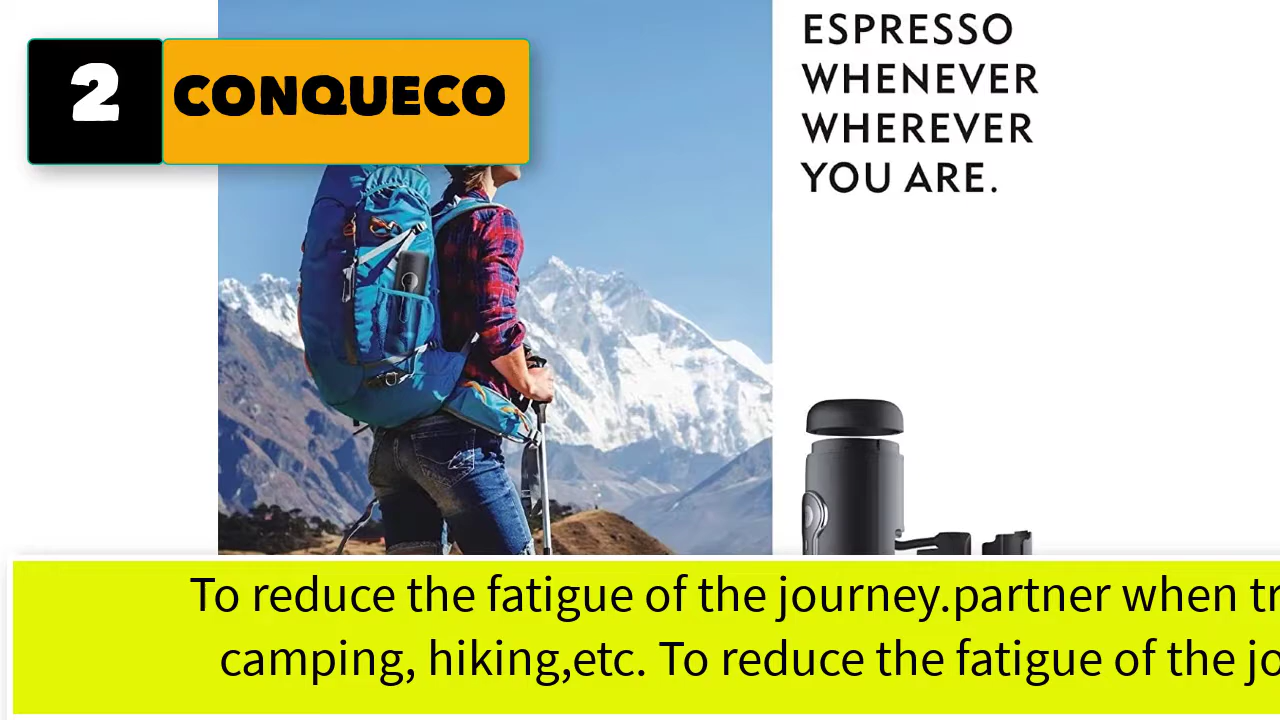 2 CONQUECO
ESPRESSO
WHENEVER
WHEREVER
YOU ARE.
To reduce the fatigue of the journey.partner when
camping, hiking,etc. To reduce the fatigue of the